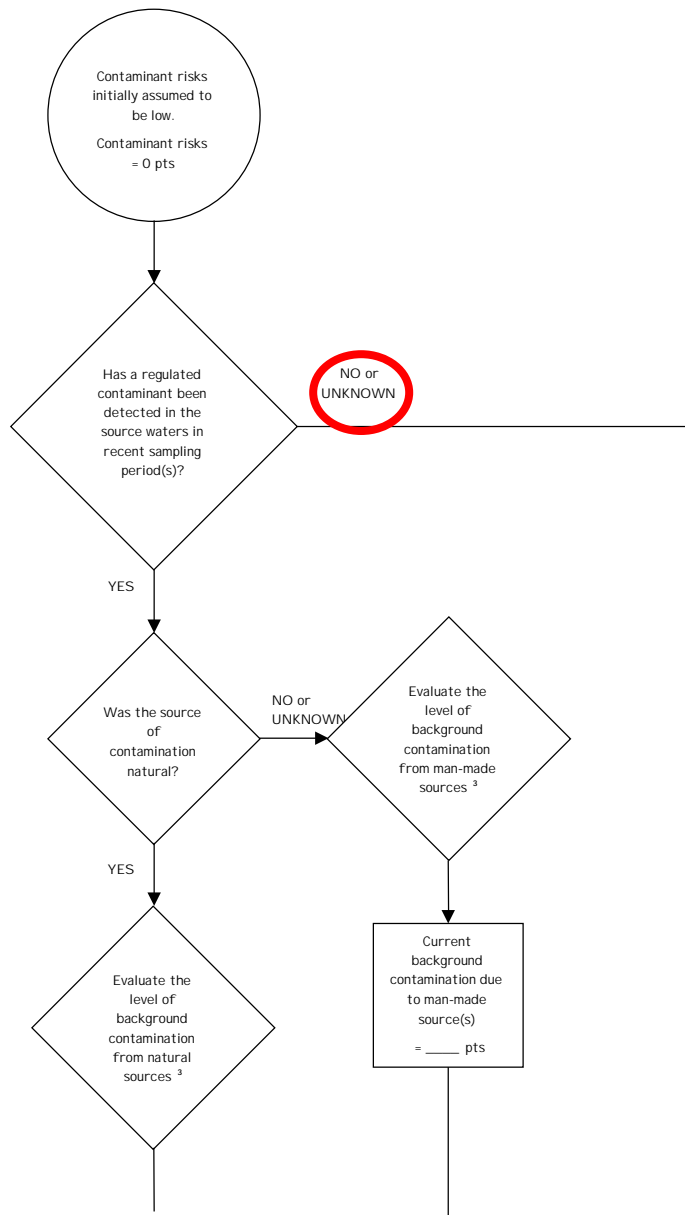 Contaminant risks
initially assumed to
be low.
Contaminant risks
= 0 pts
Has a regulated
contaminant been
detected in the
source waters in
recent sampling
period(s)?
NO or
UNKNOWN
YES
Was the source
of
contamination
natural?
NO or
UNKNOWN
Evaluate the
level of
background
contamination
from man-made
sources ³
YES
Evaluate the
level of
background
contamination
from natural
sources ³
Current
background
contamination due
to man-made
source(s)
= _____ pts